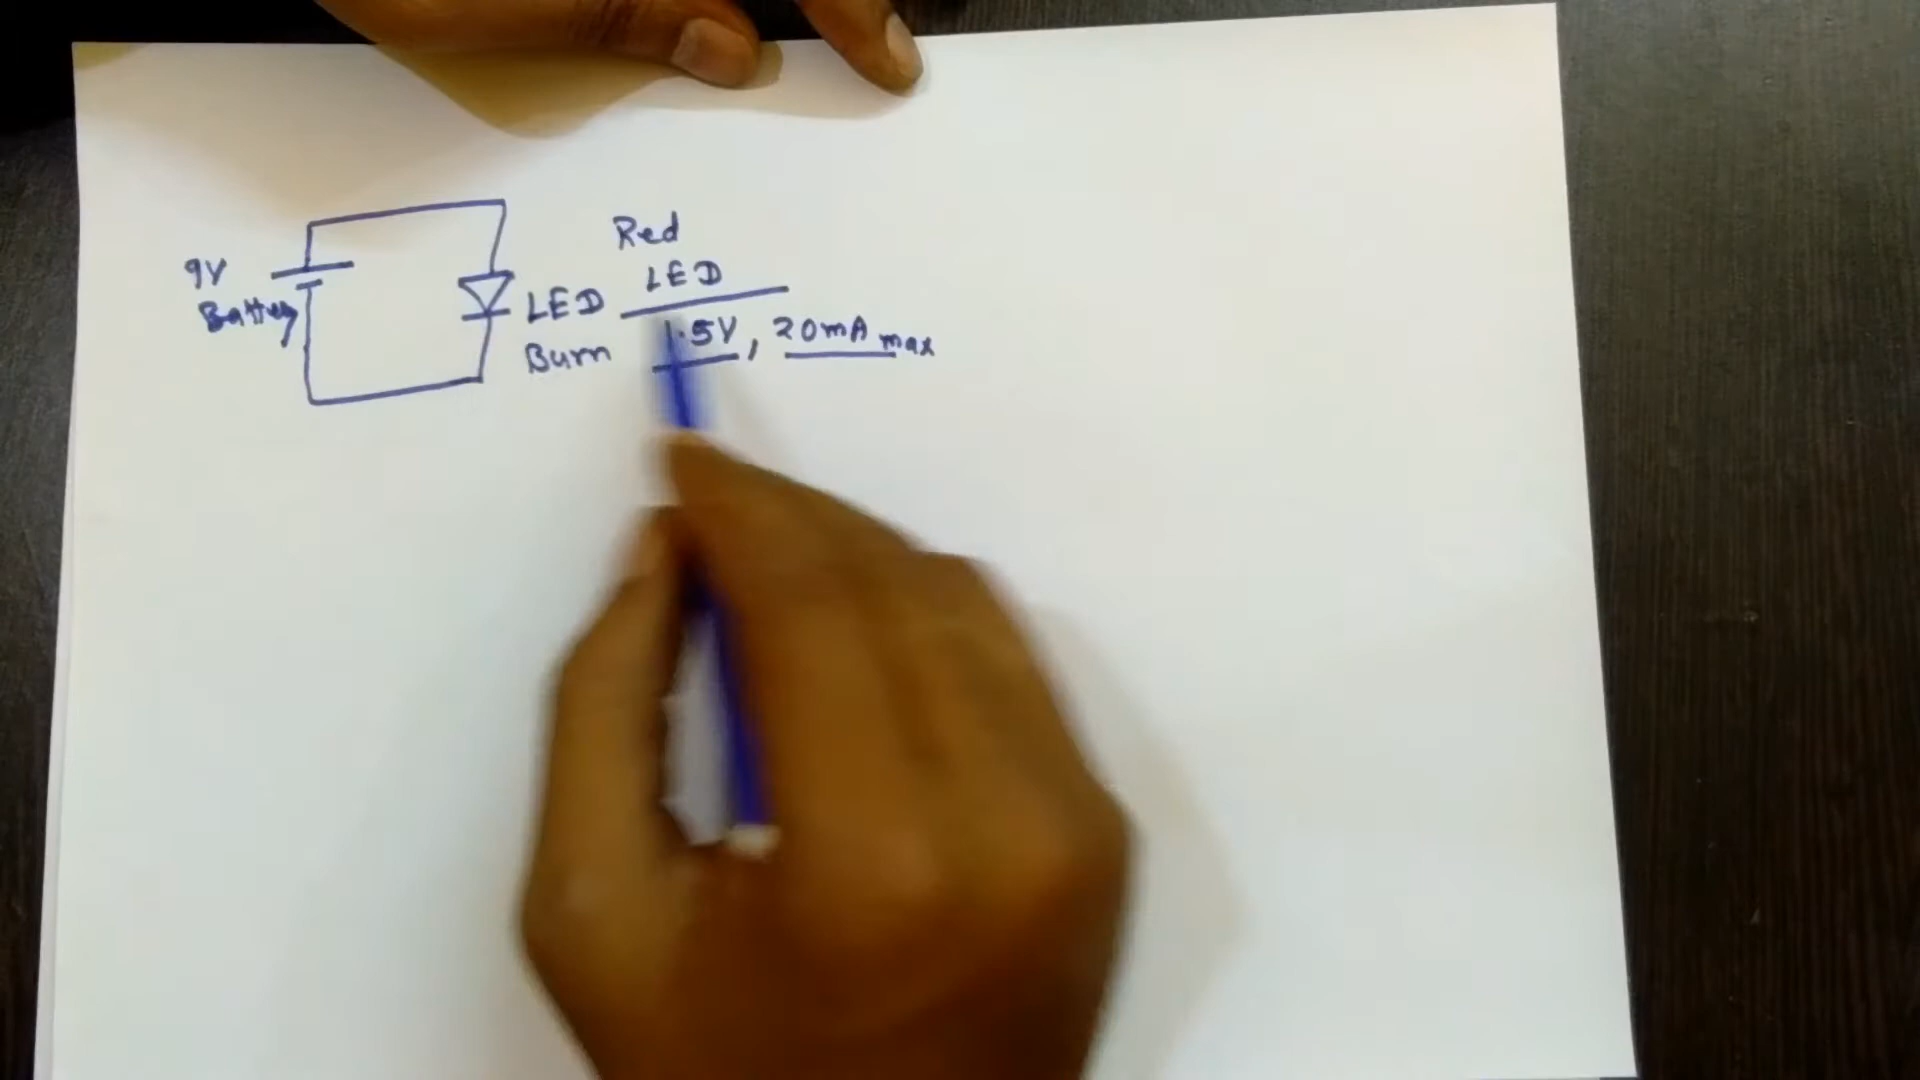 9V
Battery
LED
Burn
Red
LED
1.5V, 20mA max